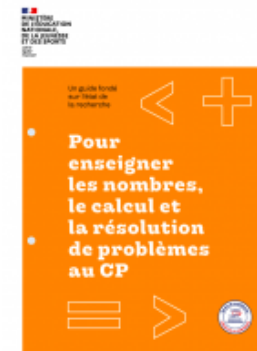 MINISTÈRE
DE L'ÉDUCATION
NATIONALE,
DE LA JEUNESSE
ET DES SPORTS
Un guide fondé
sur l'état de
la recherche
< +
Pour
enseigner
les nombres,
le calcul et
la résolution
de problèmes
au CP
= >